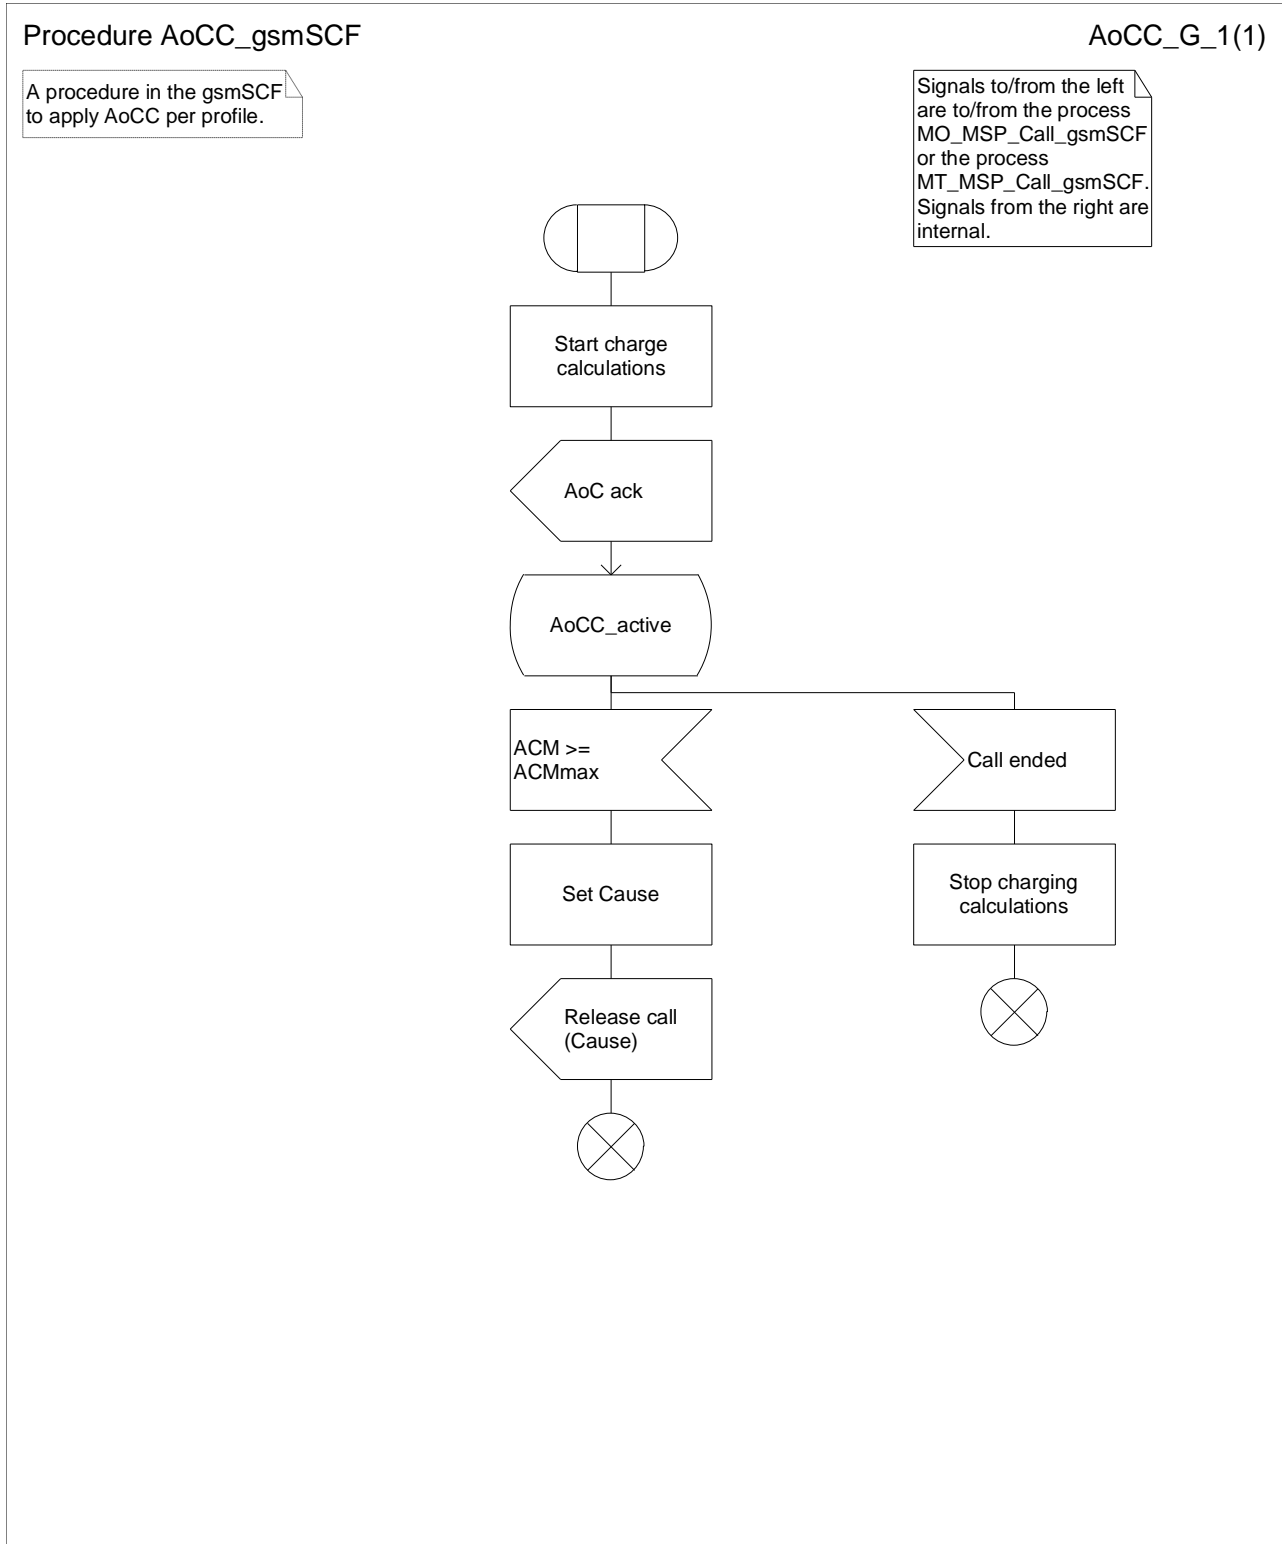 Procedure AoCC_gsmSCF
AoCC_G_1(1)
A procedure in the gsmSCF
to apply AoCC per profile.
Signals to/from the left
are to/from the process
MO_MSP_Call_gsmSCF
or the process
MT_MSP_Call_gsmSCF.
Signals from the right are
internal.
Start charge
calculations
AoC ack
AoCC_active
ACM >=
ACMmax
Call ended
Set Cause
Stop charging
calculations
Release call
(Cause)